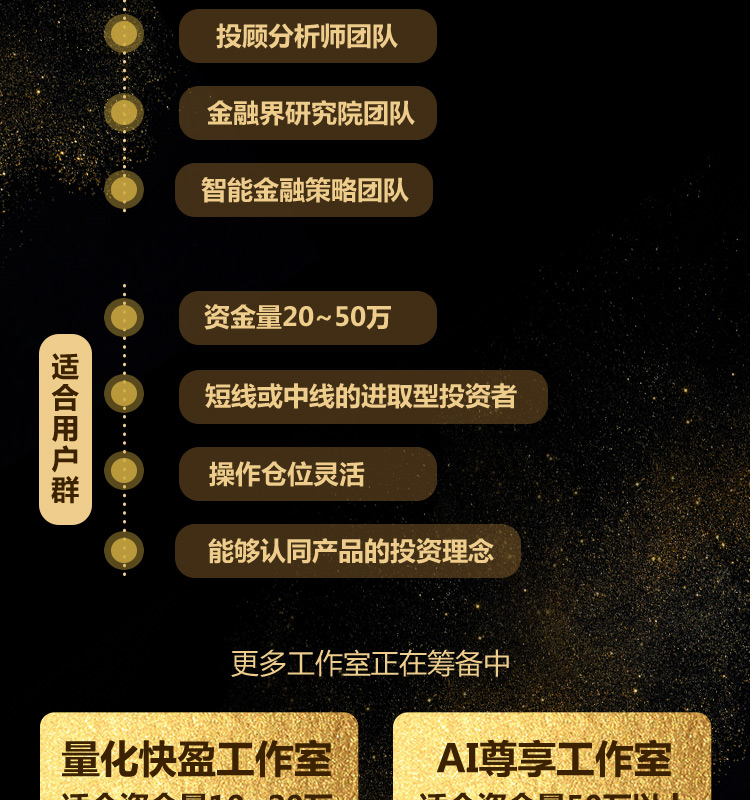 投顾分析师团队
金融界研究院团队
智能金融策略团队
适合用户群
资金量20~50万
短线或中线的进取型投资者
操作仓位灵活
能够认同产品的投资理念
更多工作室正在筹备中
量化快盈工作室
AI尊享工作室